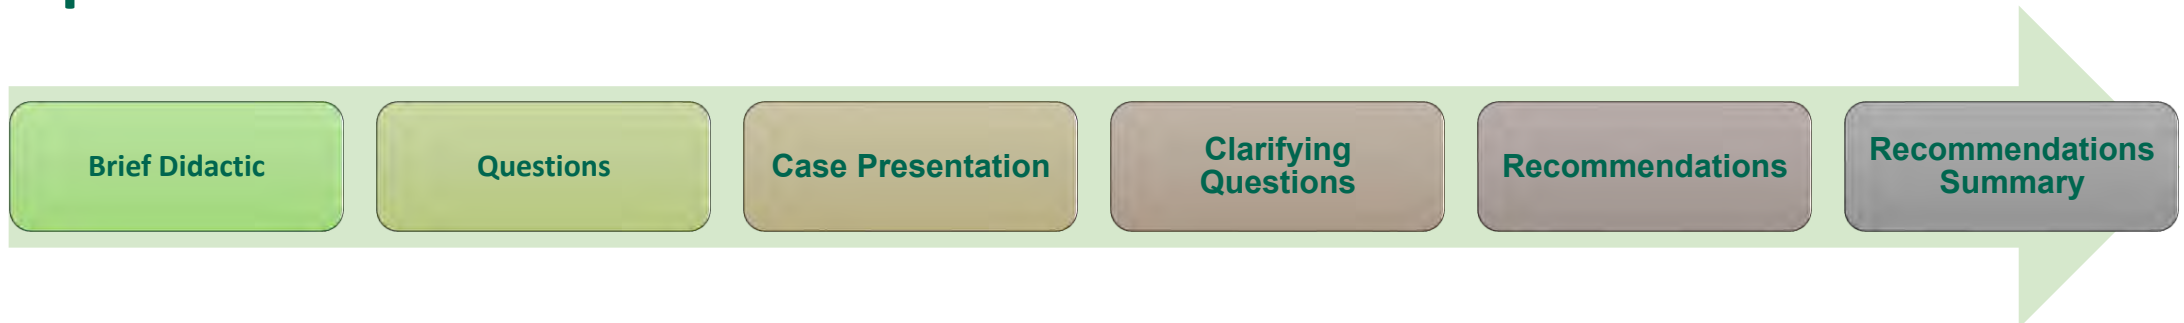 Brief Didactic
Questions
Case Presentation
Clarifying
Questions
Recommendations
Recommendations
Summary